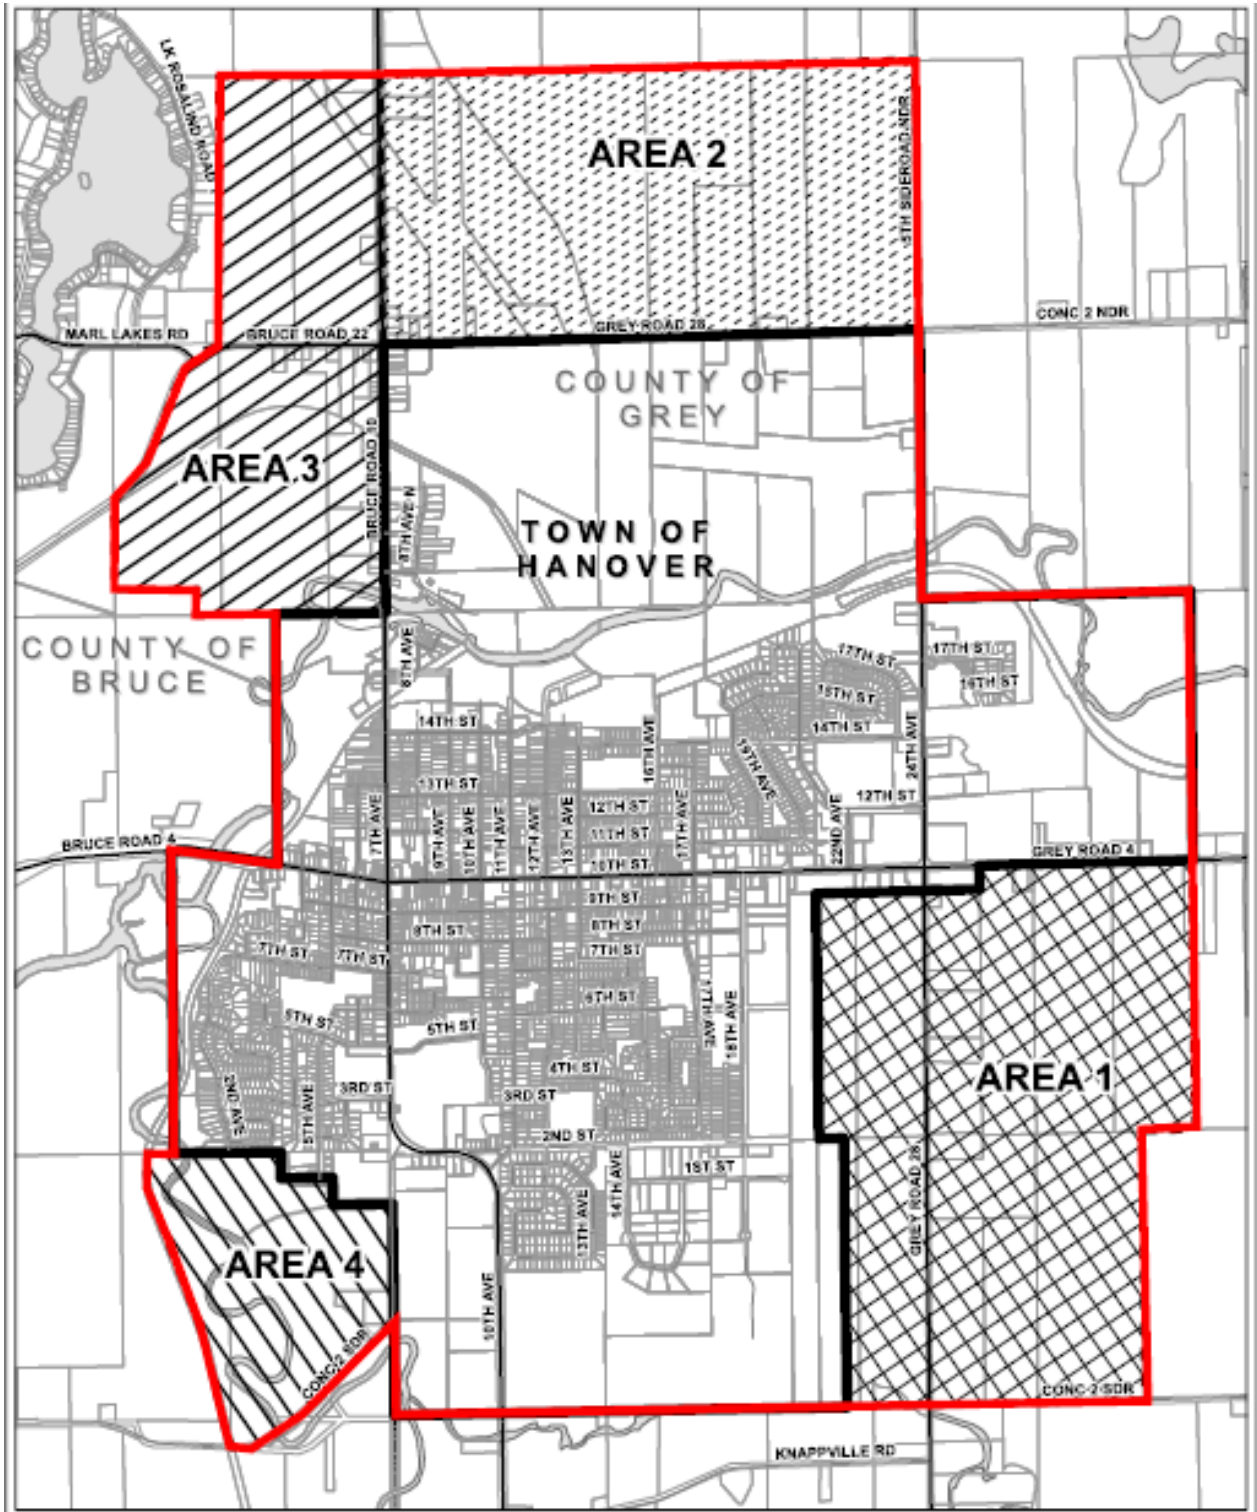 LK ROSALIND ROAD
AREA 2
5TH SIDEROAD NDR
MARL LAKES RD
BRUCE ROAD 22
GREY ROAD 28
CONC 2 NDR
COUNTY OF
GREY
AREA 3
BRUCE ROAD 10
8TH AVE N
TOWN OF
HANOVER
COUNTY OF
BRUCE
8TH AVE
17TH ST
17TH ST
16TH ST
15TH ST
14TH ST
14TH ST
16TH AVE
19TH AVE
24TH AVE
13TH ST
12TH ST
12TH ST
7TH AVE
9TH AVE
10TH AVE
11TH AVE
12TH AVE
13TH AVE
11TH ST
17TH AVE
22ND AVE
BRUCE ROAD 4
10TH ST
GREY ROAD 4
9TH ST
8TH ST
8TH ST
7TH ST
7TH ST
7TH ST
6TH ST
17TH AVE
18TH AVE
5TH ST
5TH ST
4TH ST
AREA 1
2ND AVE
5TH AVE
3RD ST
3RD ST
2ND ST
1ST ST
14TH AVE
13TH AVE
GREY ROAD 28
AREA 4
10TH AVE
CONC 2 SDR
CONC 2 SDR
KNAPPVILLE RD